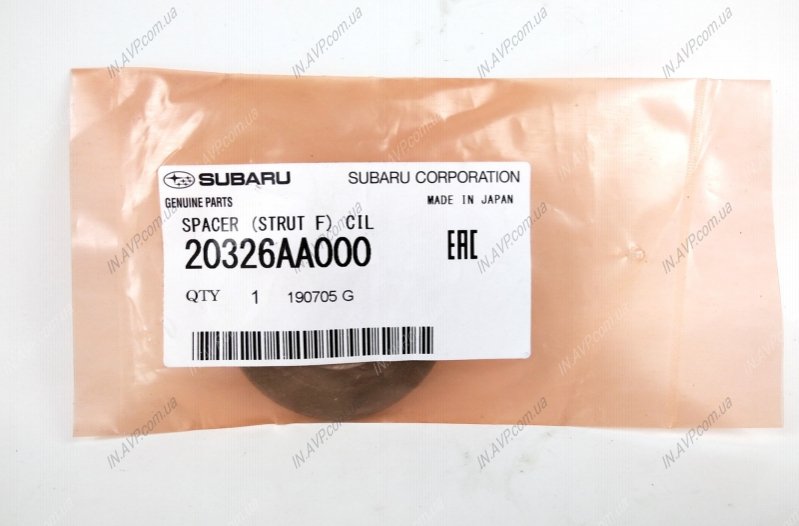 SUBARU SUBARU CORPORATION
GENUINE PARTS MADE IN JAPAN
SPACER (STRUT F) CIL
20326AA000 EAC
QTY 1 190705 G
IN.AVP.com.ua